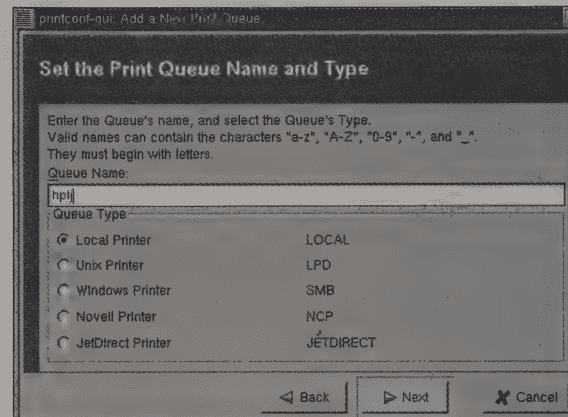 printconf-gui: Add a New Print Queue
Set the Print Queue Name and Type
Enter the Queue's name, and select the Queue's Type.
Valid names can contain the characters "a-z", "A-Z", "0-9", "-", and "_".
They must begin with letters.
Queue Name:
hplj
Queue Type
Local Printer LOCAL
Unix Printer LPD
Windows Printer SMB
Novell Printer NCP
JetDirect Printer JETDIRECT
Back Next Cancel